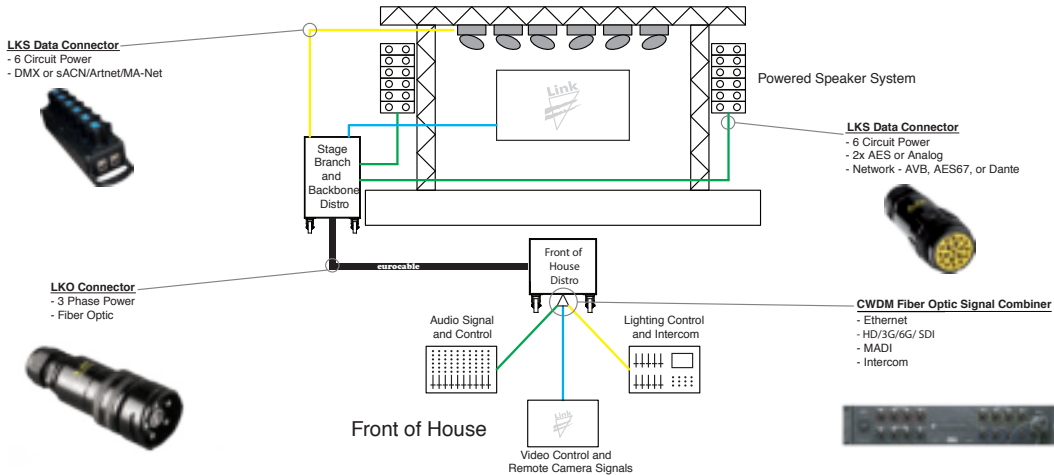 LKS Data Connector
- 6 Circuit Power
- DMX or sACN/Artnet/MA-Net
Link
Powered Speaker System
LKS Data Connector
- 6 Circuit Power
- 2x AES or Analog
- Network - AVB, AES67, or Dante
Stage
Branch
and
Backbone
Distro
eurocable
Front of
House
Distro
LKO Connector
- 3 Phase Power
- Fiber Optic
CWDM Fiber Optic Signal Combiner
- Ethernet
- HD/3G/6G/ SDI
- MADI
- Intercom
Audio Signal
and Control
Lighting Control
and Intercom
Link
Front of House
Video Control and
Remote Camera Signals